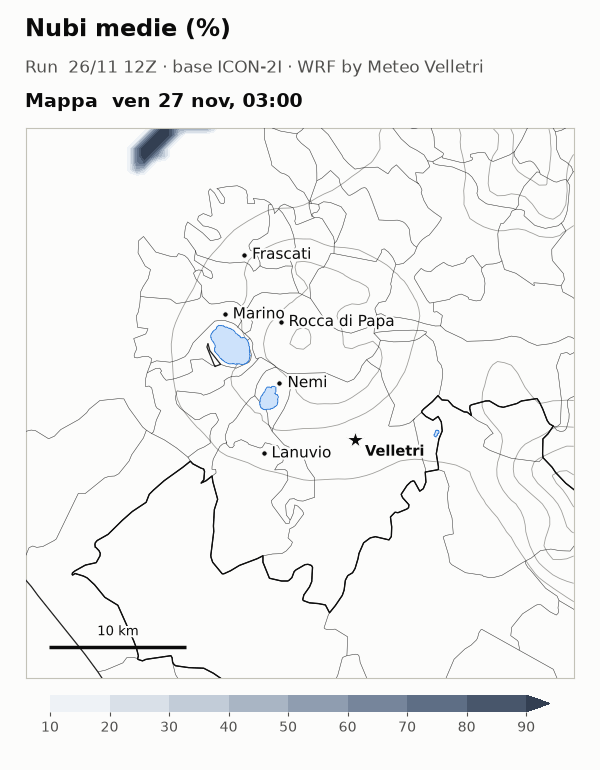 Nubi medie (%)
Run  26/11 12Z · base ICON-2I · WRF by Meteo Velletri
Mappa  ven 27 nov, 03:00
Frascati
Marino
Rocca di Papa
Nemi
Velletri
Lanuvio
10 km
10 20 30 40 50 60 70 80 90